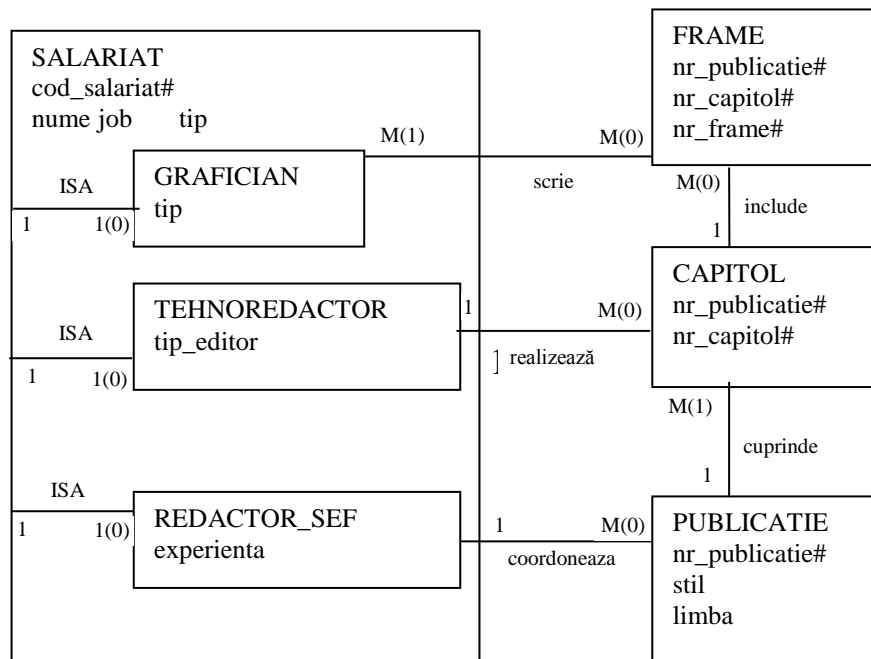 SALARIAT
cod_salariat#
nume job tip
ISA
1
1(0)
GRAFICIAN
tip
M(1)
M(0)
scrie
FRAME
nr_publicatie#
nr_capitol#
nr_frame#
M(0)
include
1
ISA
1
1(0)
TEHNOREDACTOR
tip_editor
1
1
M(0)
realizează
CAPITOL
nr_publicatie#
nr_capitol#
M(1)
cuprinde
1
ISA
1
1(0)
REDACTOR_SEF
experienta
1
M(0)
coordoneaza
PUBLICATIE
nr_publicatie#
stil
limba